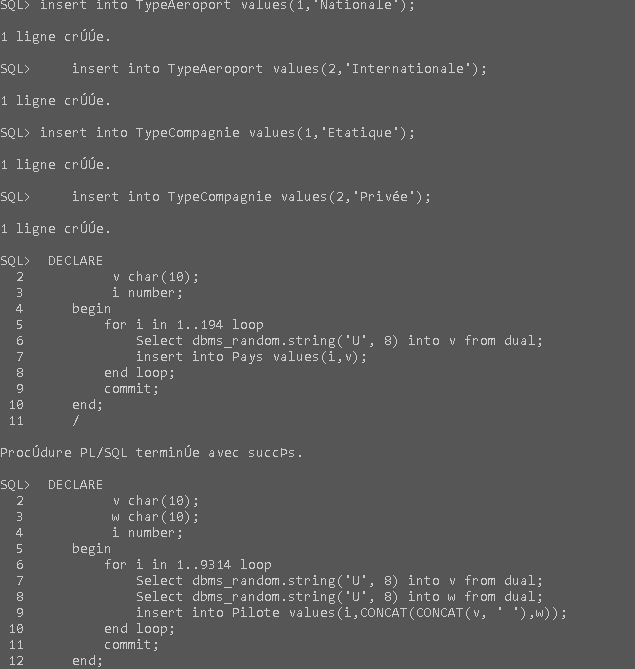 SQL> insert into TypeAeroport values(1,'Nationale');
1 ligne crÚÚe.
SQL>     insert into TypeAeroport values(2,'Internationale');
1 ligne crÚÚe.
SQL> insert into TypeCompagnie values(1,'Etatique');
1 ligne crÚÚe.
SQL>     insert into TypeCompagnie values(2,'Privée');
1 ligne crÚÚe.
SQL>  DECLARE
  2           v char(10);
  3           i number;
  4      begin
  5          for i in 1..194 loop
  6              Select dbms_random.string('U', 8) into v from dual;
  7              insert into Pays values(i,v);
  8          end loop;
  9          commit;
 10      end;
 11      /
ProcÚdure PL/SQL terminÚe avec succÞs.
SQL>  DECLARE
  2           v char(10);
  3           w char(10);
  4           i number;
  5      begin
  6          for i in 1..9314 loop
  7              Select dbms_random.string('U', 8) into v from dual;
  8              Select dbms_random.string('U', 8) into w from dual;
  9              insert into Pilote values(i,CONCAT(CONCAT(v, ' '),w));
 10          end loop;
 11          commit;
 12      end;